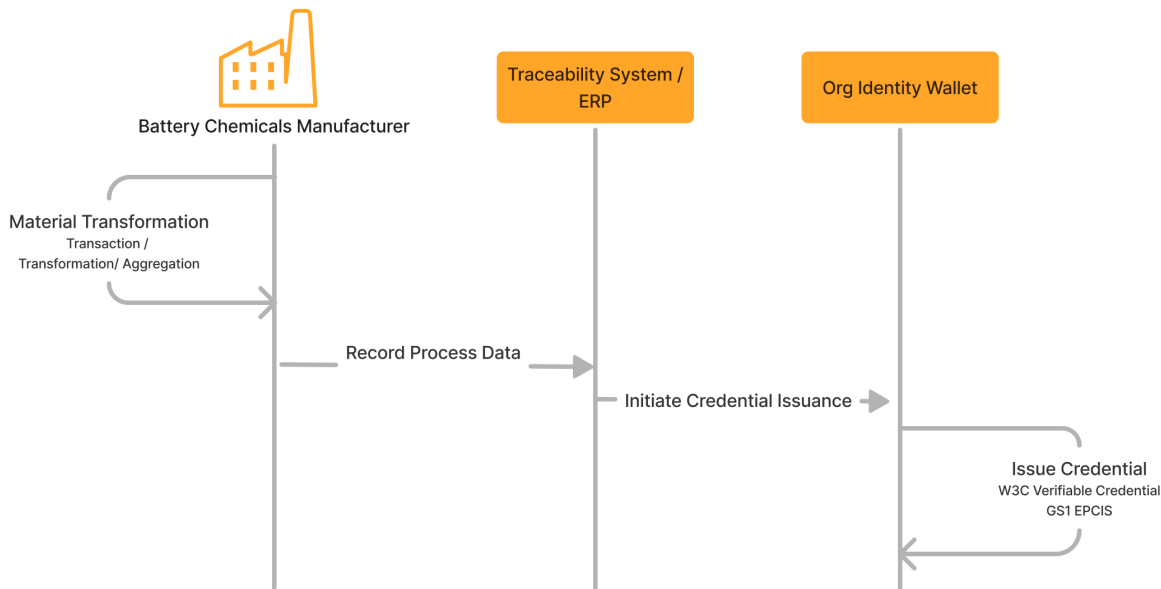 Battery Chemicals Manufacturer
Traceability System /
ERP
Org Identity Wallet
Material Transformation
Transaction /
Transformation/ Aggregation
Record Process Data
Initiate Credential Issuance
Issue Credential
W3C Verifiable Credential
GS1 EPCIS